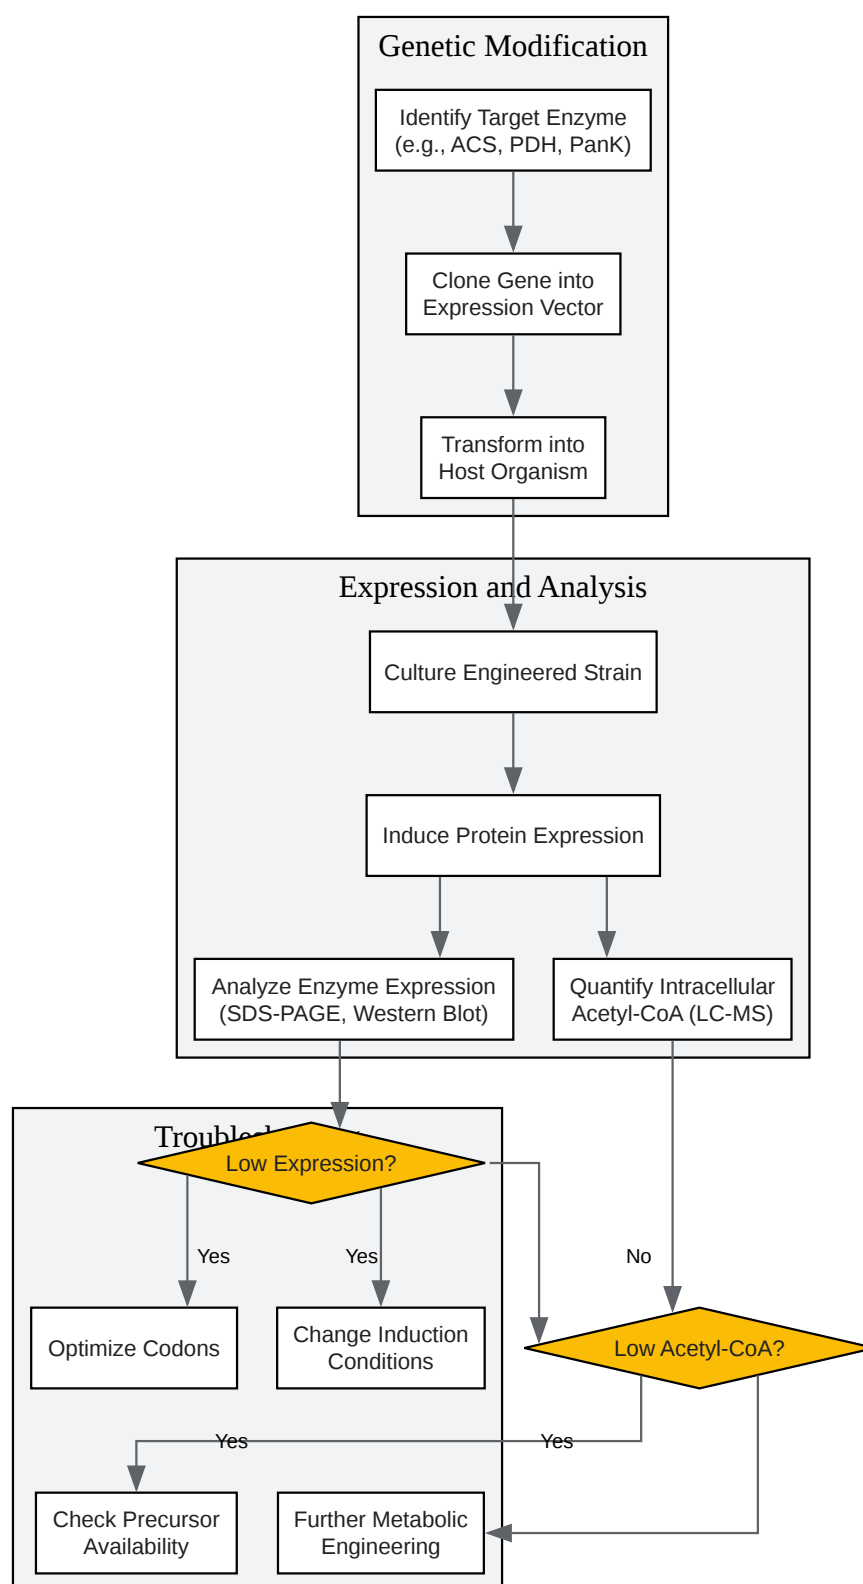 Genetic Modification
Identify Target Enzyme
(e.g., ACS, PDH, PanK)
Clone Gene into
Expression Vector
Transform into
Host Organism
Expression and Analysis
Culture Engineered Strain
Induce Protein Expression
Analyze Enzyme Expression
(SDS-PAGE, Western Blot)
Quantify Intracellular
Acetyl-CoA (LC-MS)
Low Expression?
Yes
Yes
No
Optimize Codons
Change Induction
Conditions
Low Acetyl-CoA?
Yes
Yes
Check Precursor
Availability
Further Metabolic
Engineering